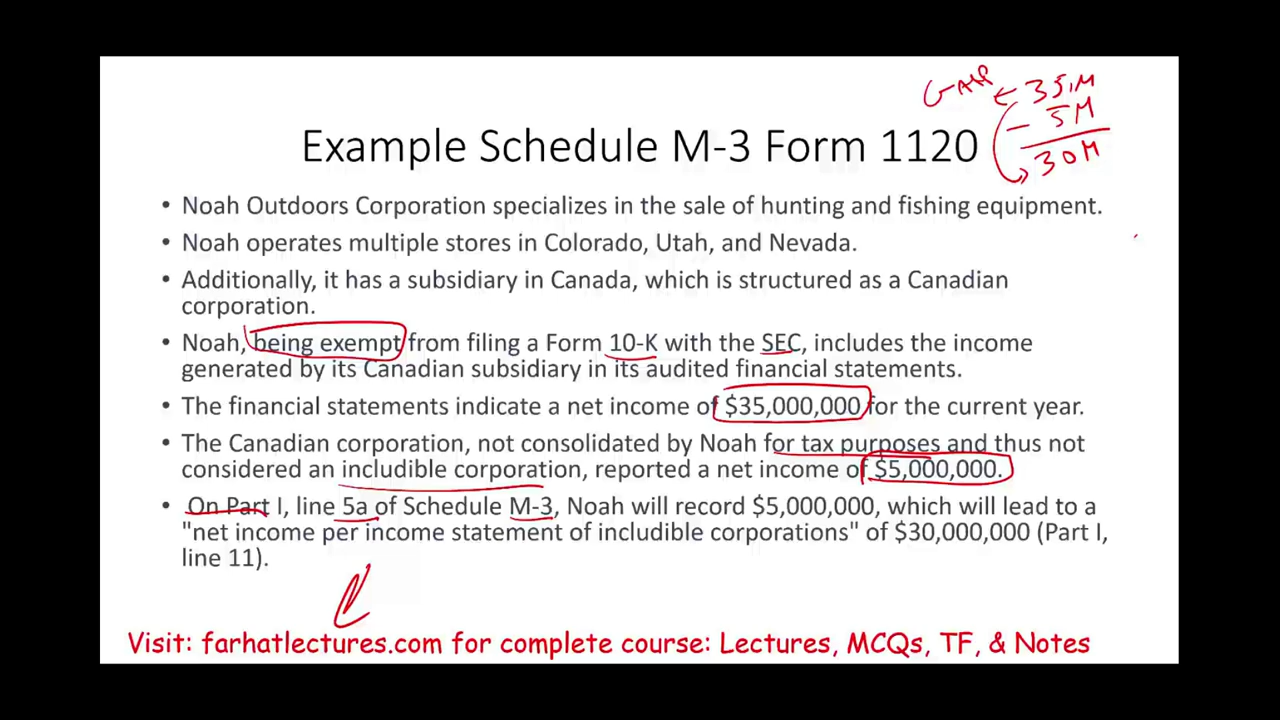 GAAP ← 35,M
- 5M
30M
Example Schedule M-3 Form 1120
• Noah Outdoors Corporation specializes in the sale of hunting and fishing equipment.
• Noah operates multiple stores in Colorado, Utah, and Nevada.
• Additionally, it has a subsidiary in Canada, which is structured as a Canadian
corporation.
• Noah, being exempt from filing a Form 10-K with the SEC, includes the income
generated by its Canadian subsidiary in its audited financial statements.
• The financial statements indicate a net income of $35,000,000 for the current year.
• The Canadian corporation, not consolidated by Noah for tax purposes and thus not
considered an includible corporation, reported a net income of $5,000,000.
• On Part I, line 5a of Schedule M-3, Noah will record $5,000,000, which will lead to a
"net income per income statement of includible corporations" of $30,000,000 (Part I,
line 11).
Visit: farhatlectures.com for complete course: Lectures, MCQs, TF, & Notes